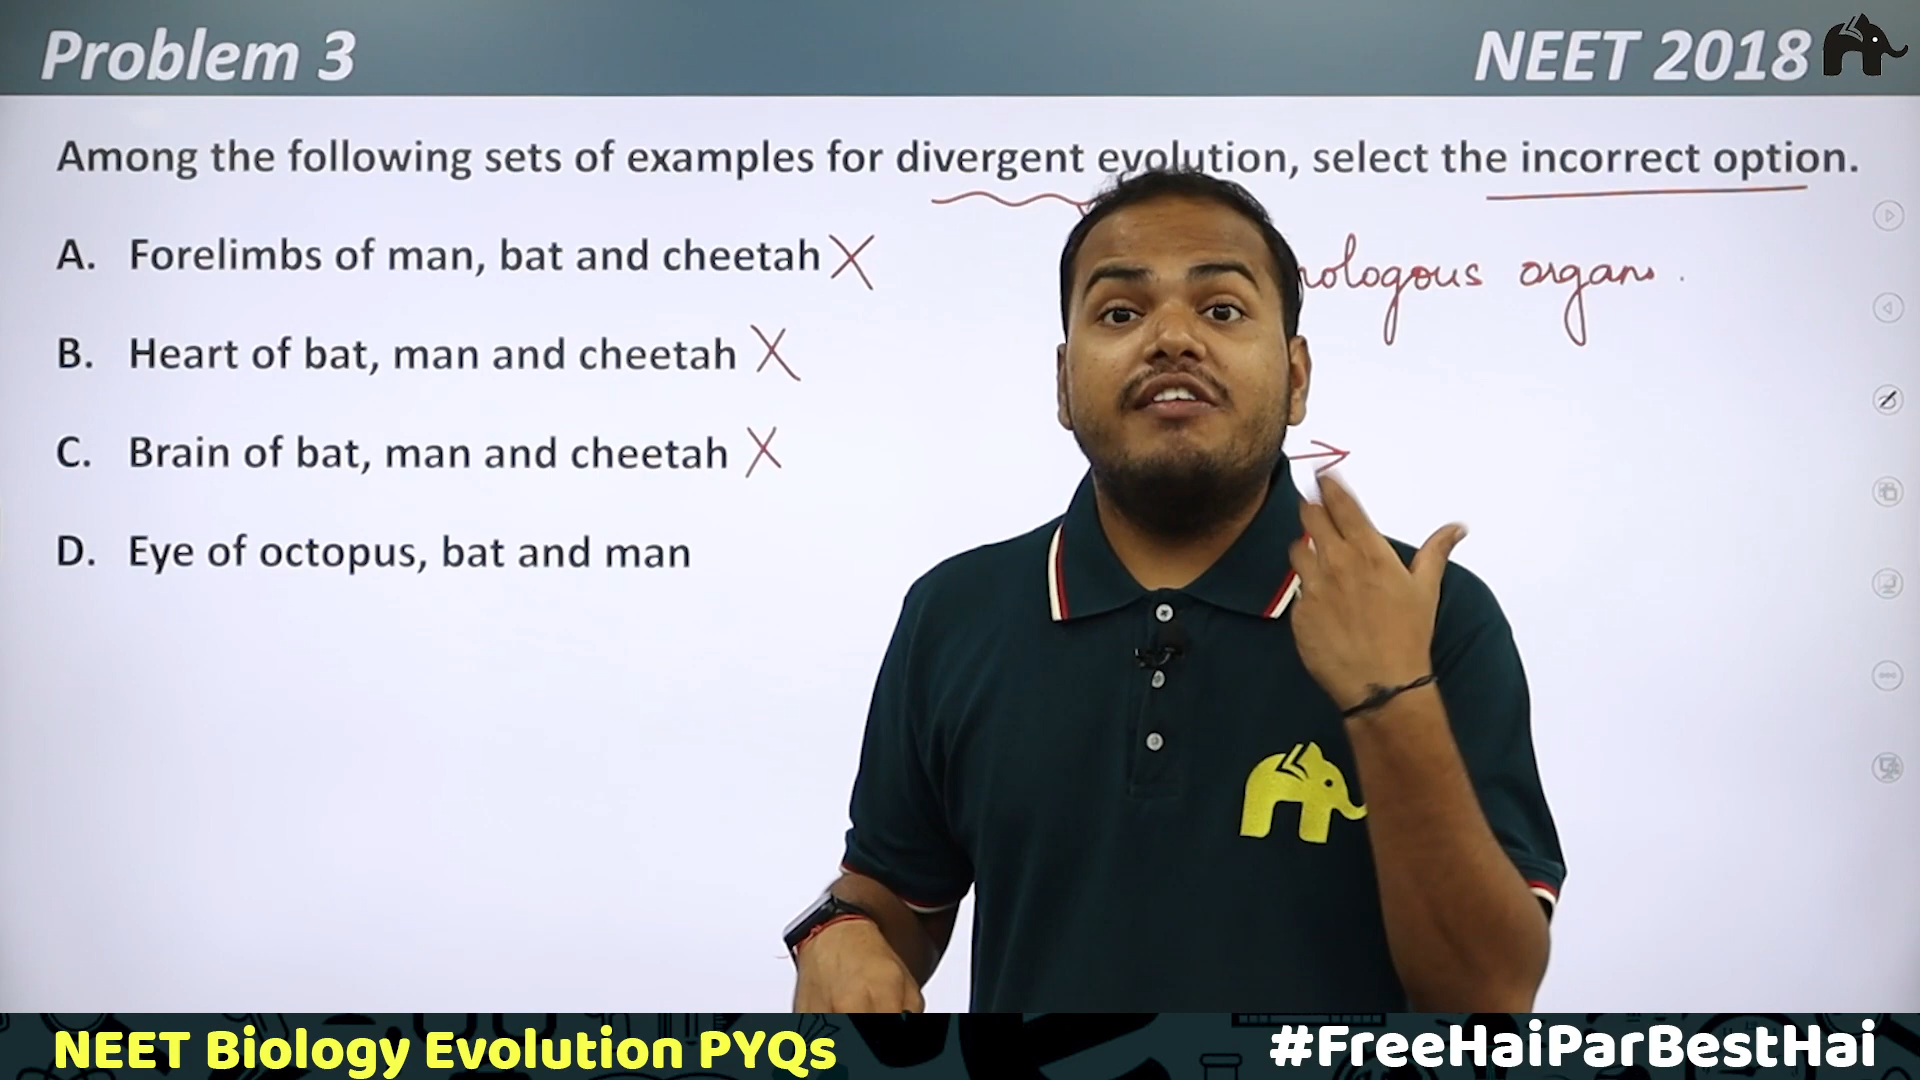 Problem 3
NEET 2018
Among the following sets of examples for divergent evolution, select the incorrect option.
A. Forelimbs of man, bat and cheetah X
nologous organs.
B. Heart of bat, man and cheetah X
C. Brain of bat, man and cheetah X
D. Eye of octopus, bat and man
NEET Biology Evolution PYQs
#FreeHaiParBestHai